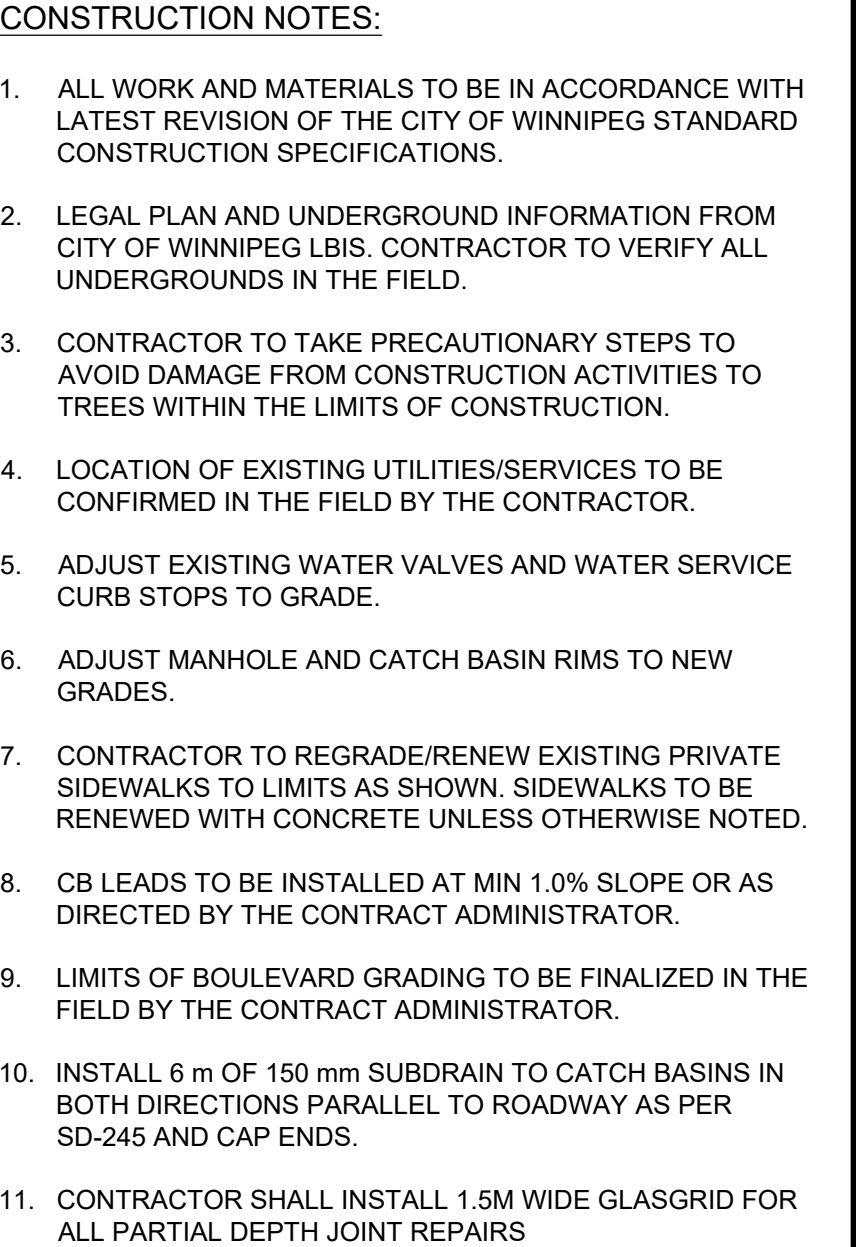 CONSTRUCTION NOTES:
1. ALL WORK AND MATERIALS TO BE IN ACCORDANCE WITH
LATEST REVISION OF THE CITY OF WINNIPEG STANDARD
CONSTRUCTION SPECIFICATIONS.
2. LEGAL PLAN AND UNDERGROUND INFORMATION FROM
CITY OF WINNIPEG LBIS. CONTRACTOR TO VERIFY ALL
UNDERGROUNDS IN THE FIELD.
3. CONTRACTOR TO TAKE PRECAUTIONARY STEPS TO
AVOID DAMAGE FROM CONSTRUCTION ACTIVITIES TO
TREES WITHIN THE LIMITS OF CONSTRUCTION.
4. LOCATION OF EXISTING UTILITIES/SERVICES TO BE
CONFIRMED IN THE FIELD BY THE CONTRACTOR.
5. ADJUST EXISTING WATER VALVES AND WATER SERVICE
CURB STOPS TO GRADE.
6. ADJUST MANHOLE AND CATCH BASIN RIMS TO NEW
GRADES.
7. CONTRACTOR TO REGRADE/RENEW EXISTING PRIVATE
SIDEWALKS TO LIMITS AS SHOWN. SIDEWALKS TO BE
RENEWED WITH CONCRETE UNLESS OTHERWISE NOTED.
8. CB LEADS TO BE INSTALLED AT MIN 1.0% SLOPE OR AS
DIRECTED BY THE CONTRACT ADMINISTRATOR.
9. LIMITS OF BOULEVARD GRADING TO BE FINALIZED IN THE
FIELD BY THE CONTRACT ADMINISTRATOR.
10. INSTALL 6 m OF 150 mm SUBDRAIN TO CATCH BASINS IN
BOTH DIRECTIONS PARALLEL TO ROADWAY AS PER
SD-245 AND CAP ENDS.
11. CONTRACTOR SHALL INSTALL 1.5M WIDE GLASGRID FOR
ALL PARTIAL DEPTH JOINT REPAIRS